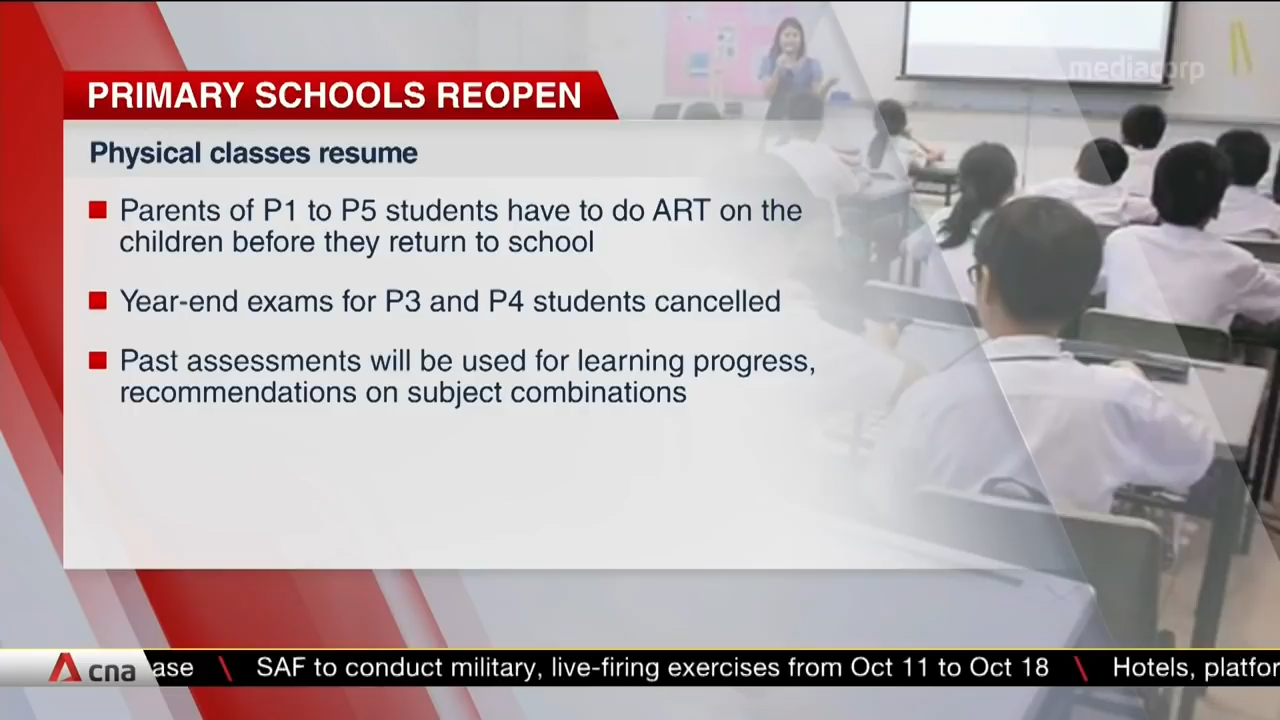 mediacorp
PRIMARY SCHOOLS REOPEN
Physical classes resume
Parents of P1 to P5 students have to do ART on the
children before they return to school
Year-end exams for P3 and P4 students cancelled
Past assessments will be used for learning progress,
recommendations on subject combinations
cna ase \ SAF to conduct military, live-firing exercises from Oct 11 to Oct 18 \ Hotels, platfor